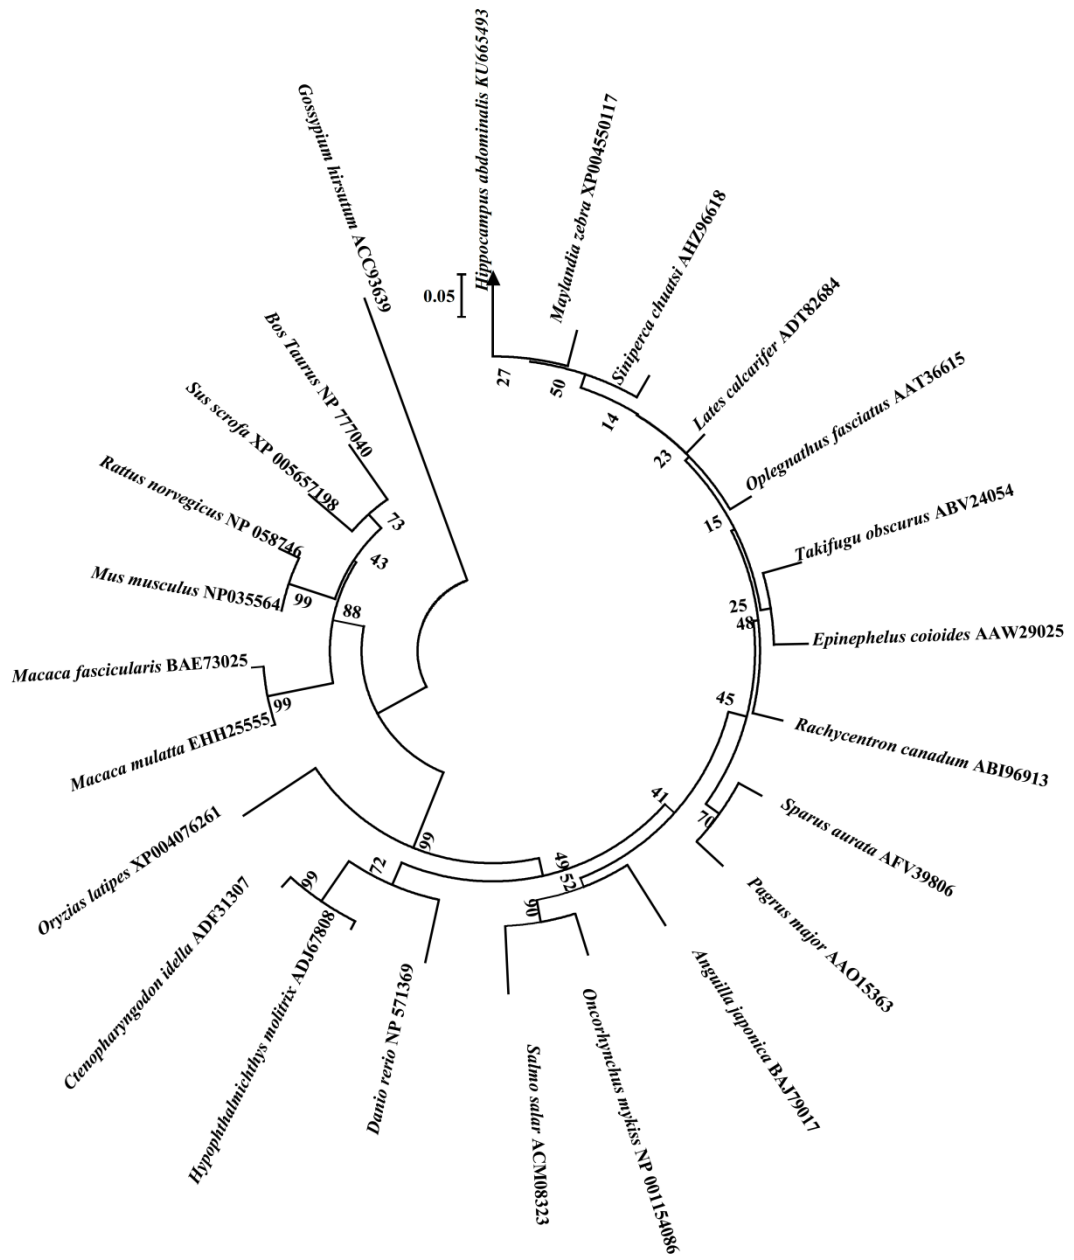 Hippocampus abdominalis KU665493
Maylandia zebra XP004550117
Siniperca chuatsi AHZ96618
Lates calcarifer ADT82684
Oplegnathus fasciatus AAT36615
Takifugu obscurus ABV24054
Epinephelus coioides AAW29025
Rachycentron canadum ABI96913
Sparus aurata AFV39806
Pagrus major AAO15363
Anguilla japonica BAJ79017
Oncorhynchus mykiss NP 001154086
Salmo salar ACM08323
Danio rerio NP 571369
Hypophthalmichthys molitrix ADJ67808
Ctenopharyngodon idella ADF31307
Oryzias latipes XP004076261
Macaca mulatta EHH25555
Macaca fascicularis BAE73025
Mus musculus NP035564
Rattus norvegicus NP 058746
Sus scrofa XP 005657198
Bos Taurus NP 777040
Gossypium hirsutum ACC93639
0.05
27
50
14
23
15
25
48
45
70
41
52
90
49
72
99
99
99
88
99
43
73